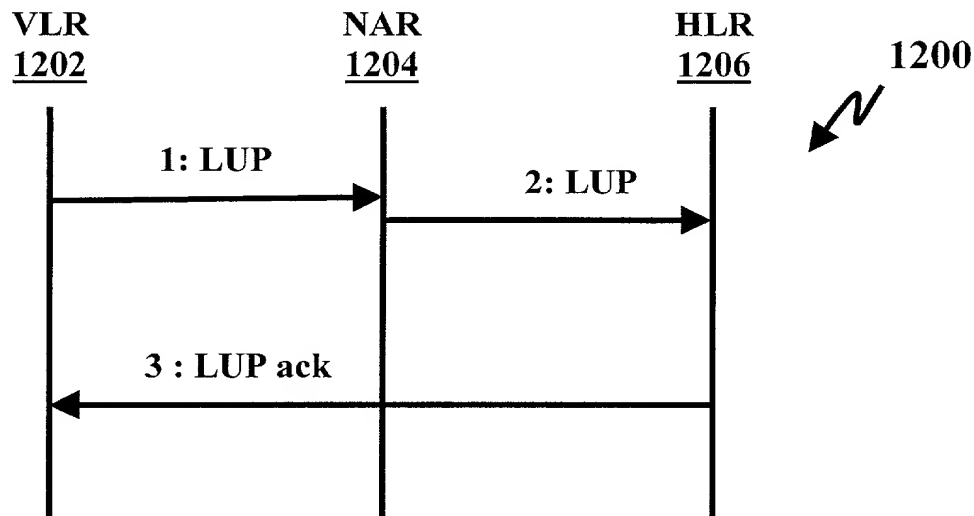 VLR NAR HLR
1202 1204 1206 1200
1: LUP
2: LUP
3 : LUP ack